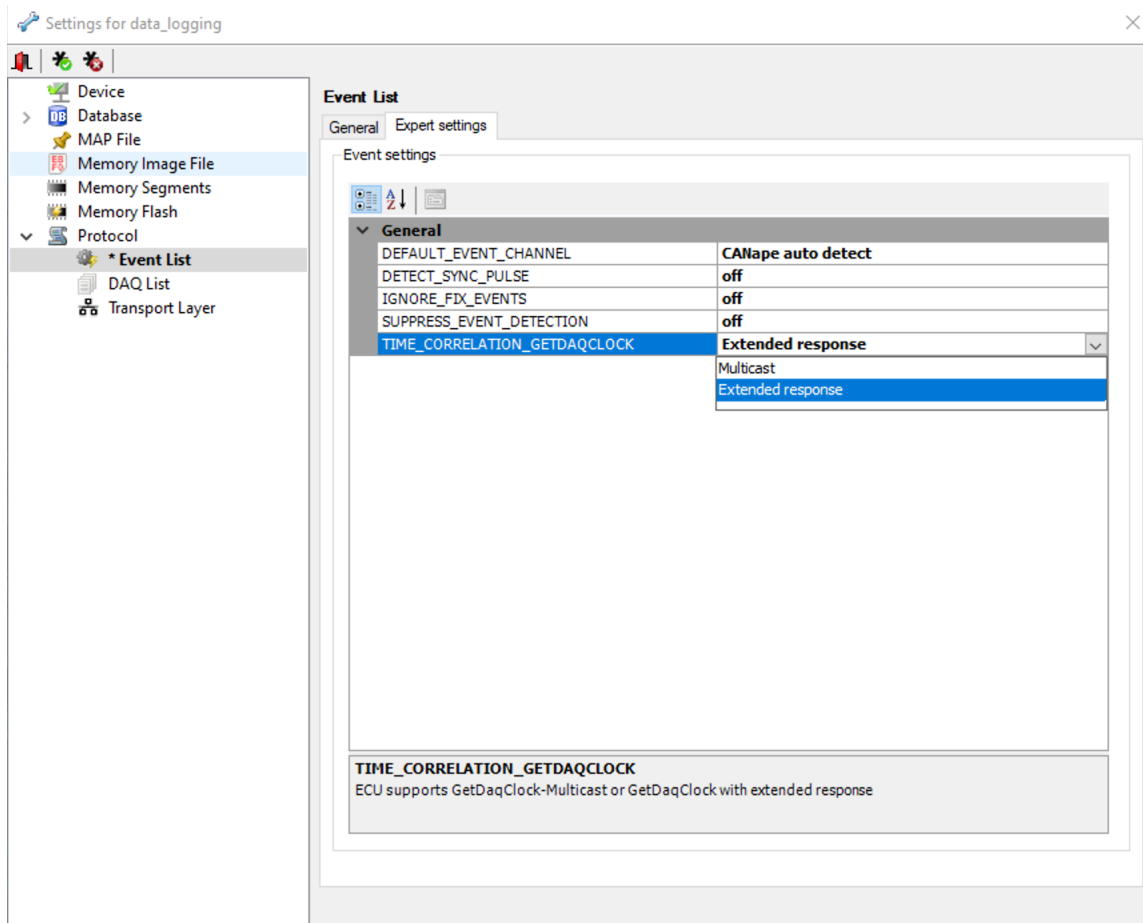 Settings for data_logging
Device
Database
MAP File
Memory Image File
Memory Segments
Memory Flash
Protocol
* Event List
DAQ List
Transport Layer
Event List
General
Expert settings
Event settings
General
DEFAULT_EVENT_CHANNEL CANape auto detect
DETECT_SYNC_PULSE off
IGNORE_FIX_EVENTS off
SUPPRESS_EVENT_DETECTION off
TIME_CORRELATION_GETDAQCLOCK Extended response
Multicast
Extended response
TIME_CORRELATION_GETDAQCLOCK
ECU supports GetDaqClock-Multicast or GetDaqClock with extended response